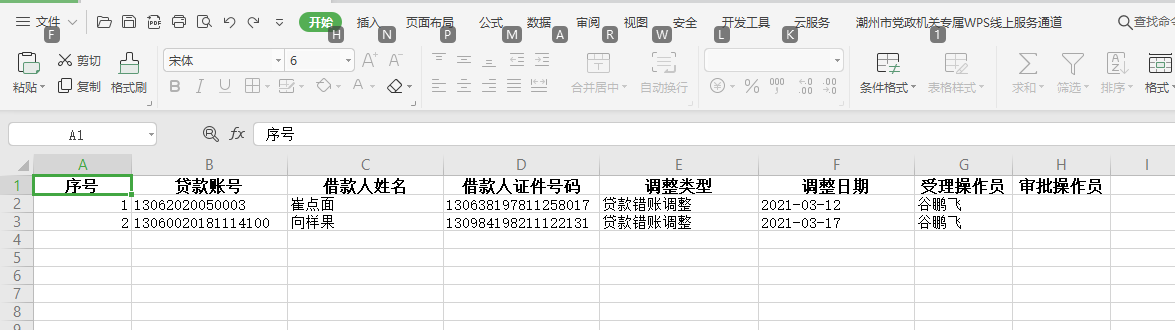 文件 开始 插入 页面布局 公式 数据 审阅 视图 安全 开发工具 云服务 潮州市党政机关专属WPS线上服务通道 查找命令
F H N P M A R W L K 1
粘贴 剪切 复制 格式刷 宋体 6 A+ A- B I U A 合并居中 自动换行 ¥ % 000 条件格式 表格样式 求和 筛选 排序 格式
A1 fx 序号
A B C D E F G H I
1 序号 贷款账号 借款人姓名 借款人证件号码 调整类型 调整日期 受理操作员 审批操作员
2 1 13062020050003 崔点面 130638197811258017 贷款错账调整 2021-03-12 谷鹏飞
3 2 13060020181114100 向样果 130984198211122131 贷款错账调整 2021-03-17 谷鹏飞
4
5
6
7
8
9